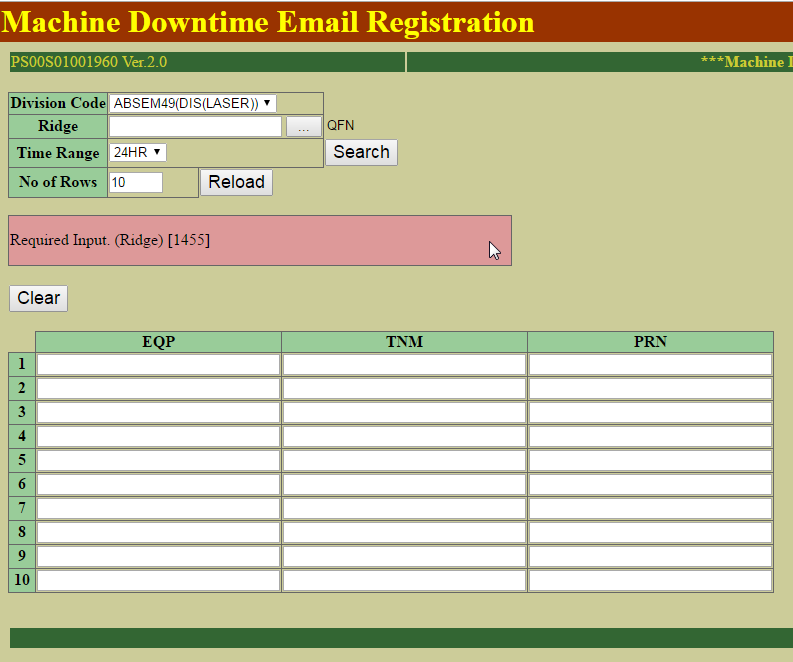 Machine Downtime Email Registration
PS00S01001960 Ver.2.0 ***Machine
Division Code ABSEM49(DIS(LASER))
Ridge ... QFN
Time Range 24HR Search
No of Rows 10 Reload
Required Input. (Ridge) [1455]
Clear
EQP TNM PRN
1
2
3
4
5
6
7
8
9
10